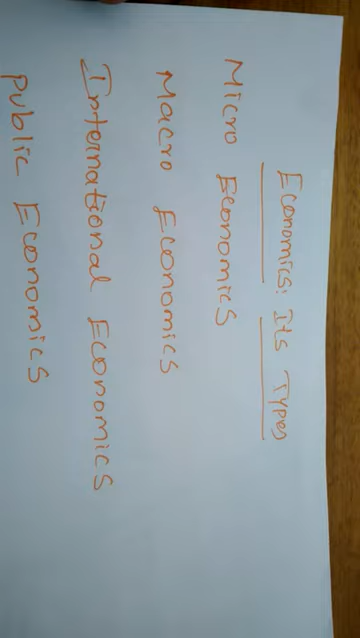 Economics: Its Types
Micro Economics
Macro Economics
International Economics
Public Economics